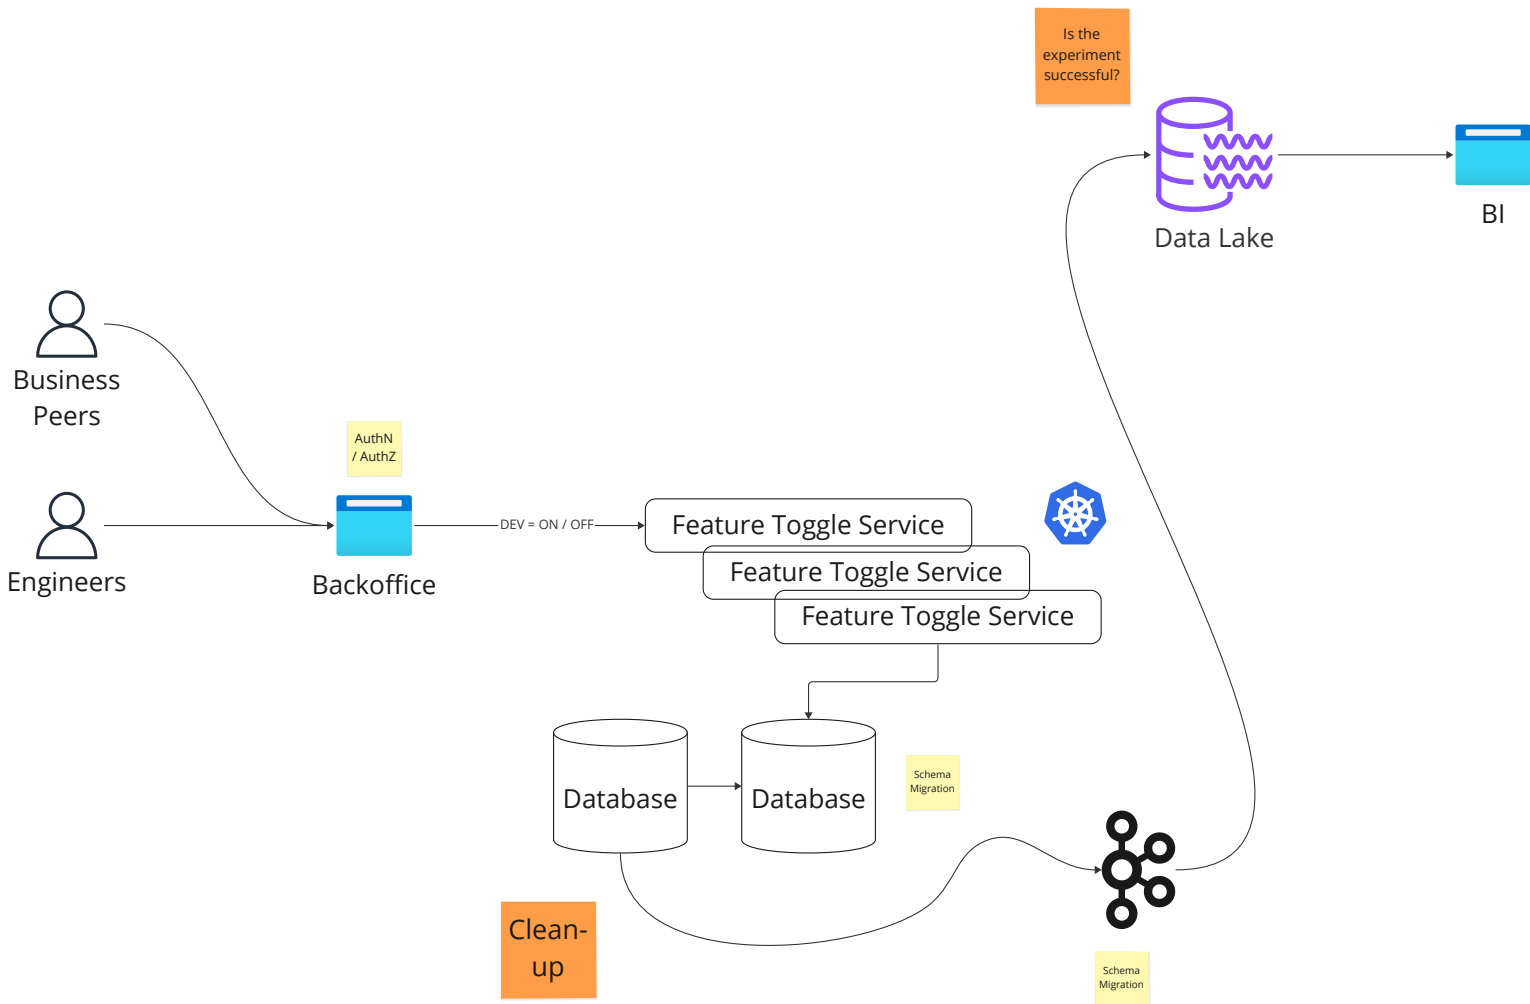 Is the
experiment
successful?
Data Lake
BI
Business
Peers
AuthN
/ AuthZ
Engineers
Backoffice
DEV = ON / OFF
Feature Toggle Service
Feature Toggle Service
Feature Toggle Service
Database
Database
Schema
Migration
Clean-
up
Schema
Migration